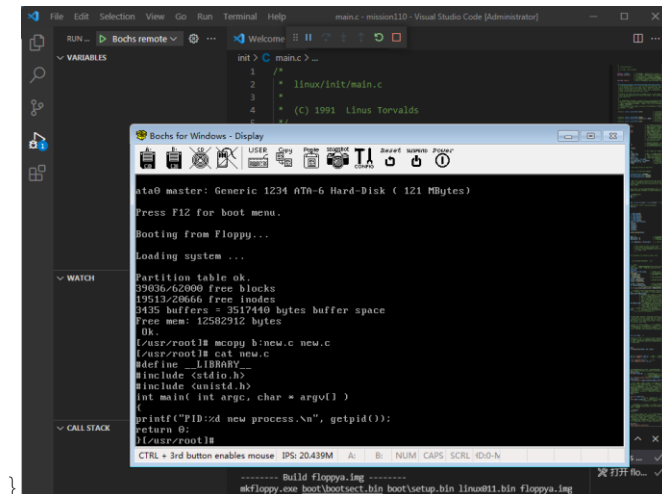 File Edit Selection View Go Run Terminal Help main.c - mission110 - Visual Studio Code [Administrator]
RUN ... Bochs remote ... Welcome
VARIABLES
init > C main.c > ...
1 /*
2 * linux/init/main.c
3 *
4 * (C) 1991 Linus Torvalds
Bochs for Windows - Display
A: B: CD USER Copy Paste Snapshot CONFIG Reset SUSPEND Power
ata0 master: Generic 1234 ATA-6 Hard-Disk ( 121 MBytes)
Press F12 for boot menu.
Booting from Floppy...
Loading system ...
Partition table ok.
39036/62000 free blocks
19513/20666 free inodes
3435 buffers = 3517440 bytes buffer space
Free mem: 12582912 bytes
Ok.
[/usr/root]# mcopy b:new.c new.c
[/usr/root]# cat new.c
#define __LIBRARY__
#include <stdio.h>
#include <unistd.h>
int main( int argc, char * argv[] )
{
printf("PID:%d new process.\n", getpid());
return 0;
}[/usr/root]#
CTRL + 3rd button enables mouse IPS: 20.439M A: B: NUM CAPS SCRL
WATCH
CALL STACK
打开 flo...
-------- Build floppya.img --------
mkfloppy.exe boot\bootsect.bin boot\setup.bin linux011.bin floppya.img
}